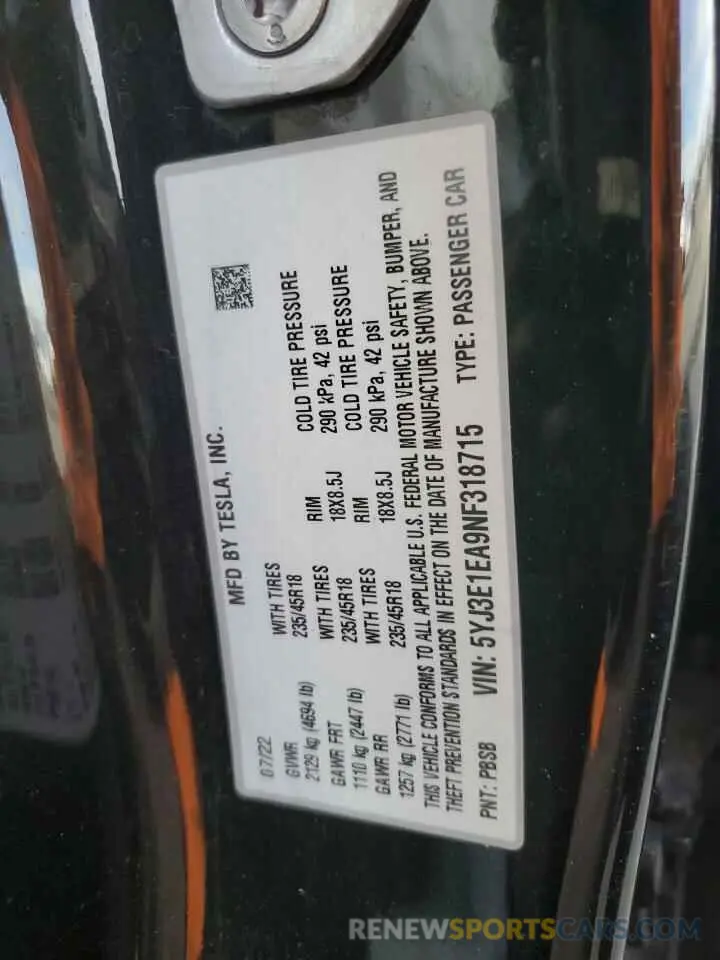 MFD BY TESLA, INC.
07/22
GVWR WITH TIRES RIM COLD TIRE PRESSURE
2129 kg (4694 lb) 235/45R18 18X8.5J 290 kPa, 42 psi
GAWR FRT WITH TIRES RIM COLD TIRE PRESSURE
1110 kg (2447 lb) 235/45R18 18X8.5J 290 kPa, 42 psi
GAWR RR WITH TIRES
1257 kg (2771 lb) 235/45R18
THIS VEHICLE CONFORMS TO ALL APPLICABLE U.S. FEDERAL MOTOR VEHICLE SAFETY, BUMPER, AND
THEFT PREVENTION STANDARDS IN EFFECT ON THE DATE OF MANUFACTURE SHOWN ABOVE.
PNT: PBSB VIN: 5YJ3E1EA9NF318715 TYPE: PASSENGER CAR
RENEWSPORTSCARS.COM